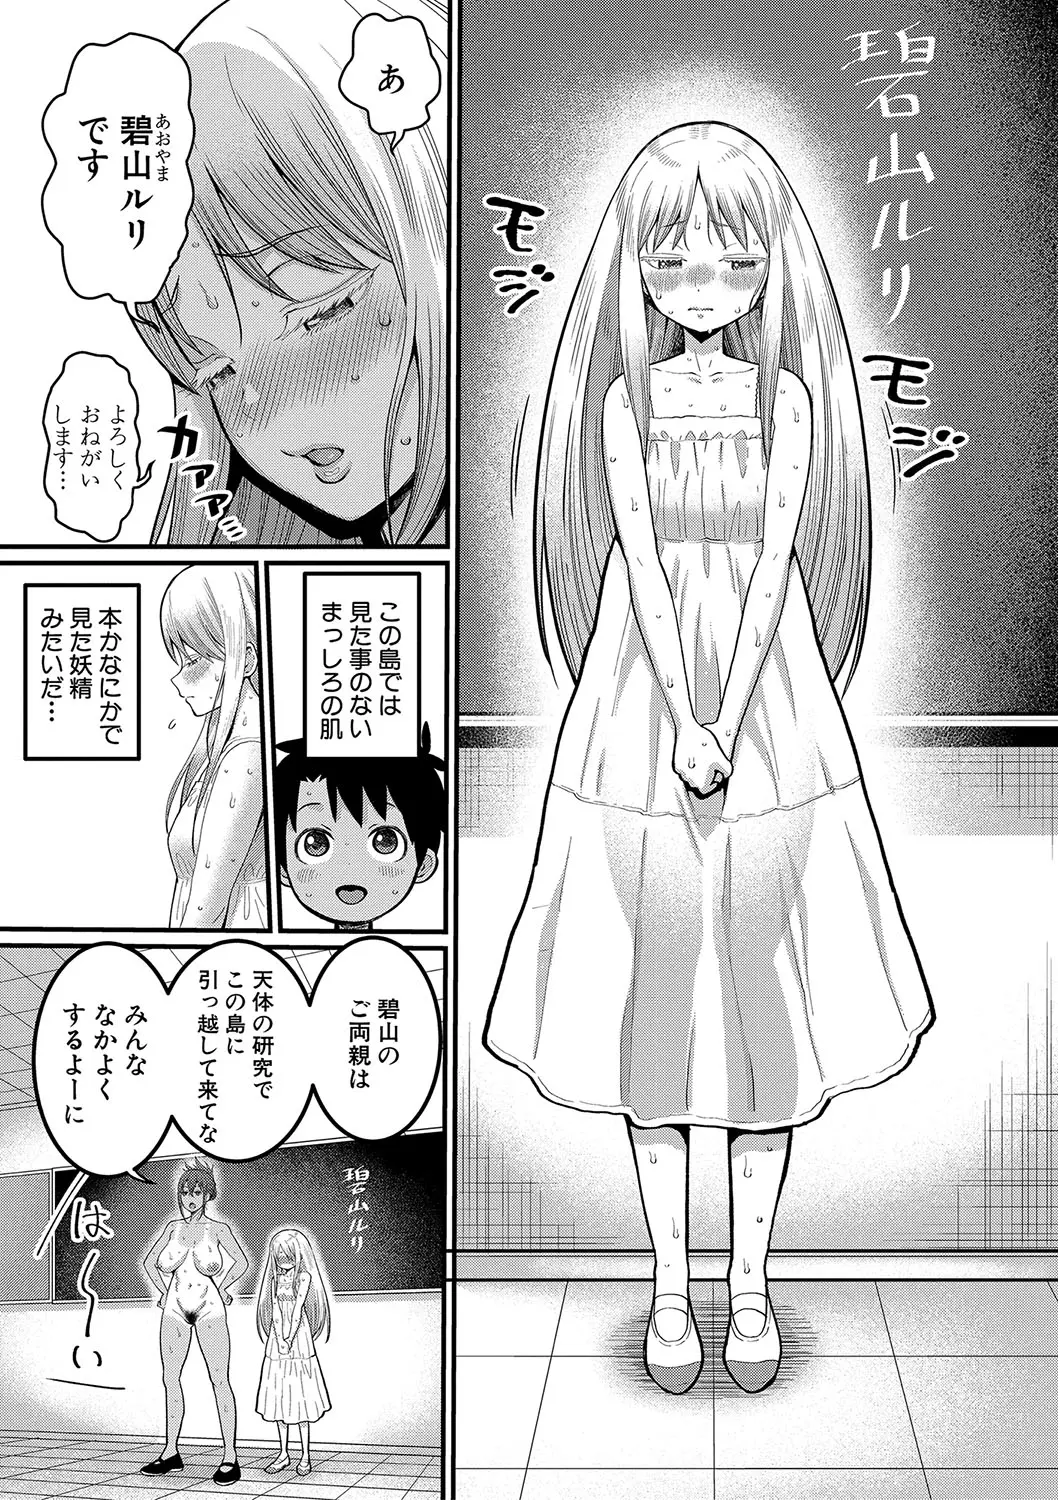 碧山ルリ
モジ
モジ
あ
碧山ルリ
あおやま
です
よろしく
おねがい
します…
カァァァ…
この島では
見た事のない
まっしろの肌
本かなにかで
見た妖精
みたいだ…
碧山の
ご両親は
天体の研究で
この島に
引っ越して来てな
みんな
なかよく
するよーに
碧山ルリ
は〜〜い